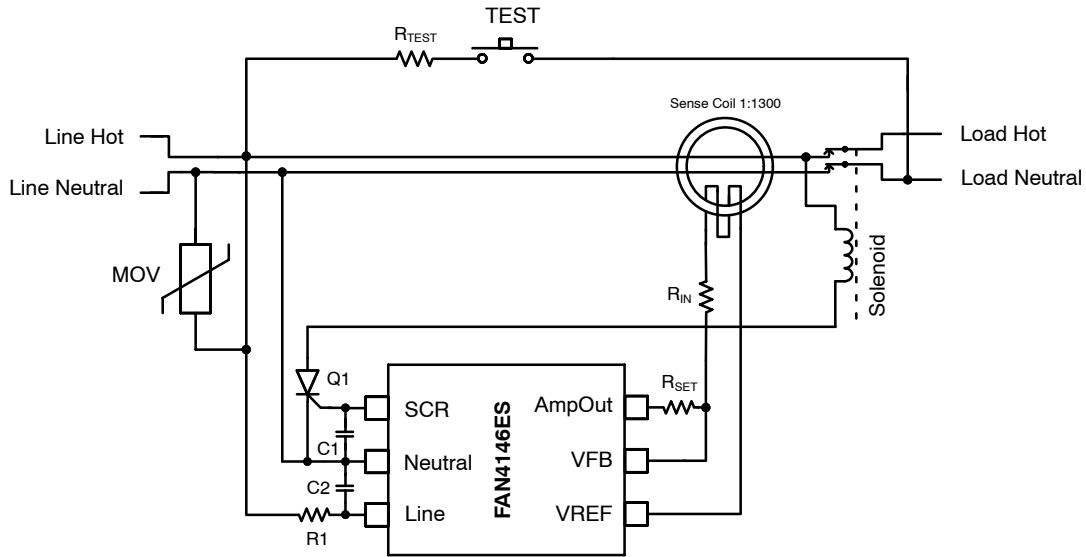 TEST
RTEST
Sense Coil 1:1300
Line Hot
Load Hot
Line Neutral
Load Neutral
MOV
Solenoid
RIN
Q1
RSET
SCR
AmpOut
C1
Neutral
FAN4146ES
VFB
C2
Line
VREF
R1